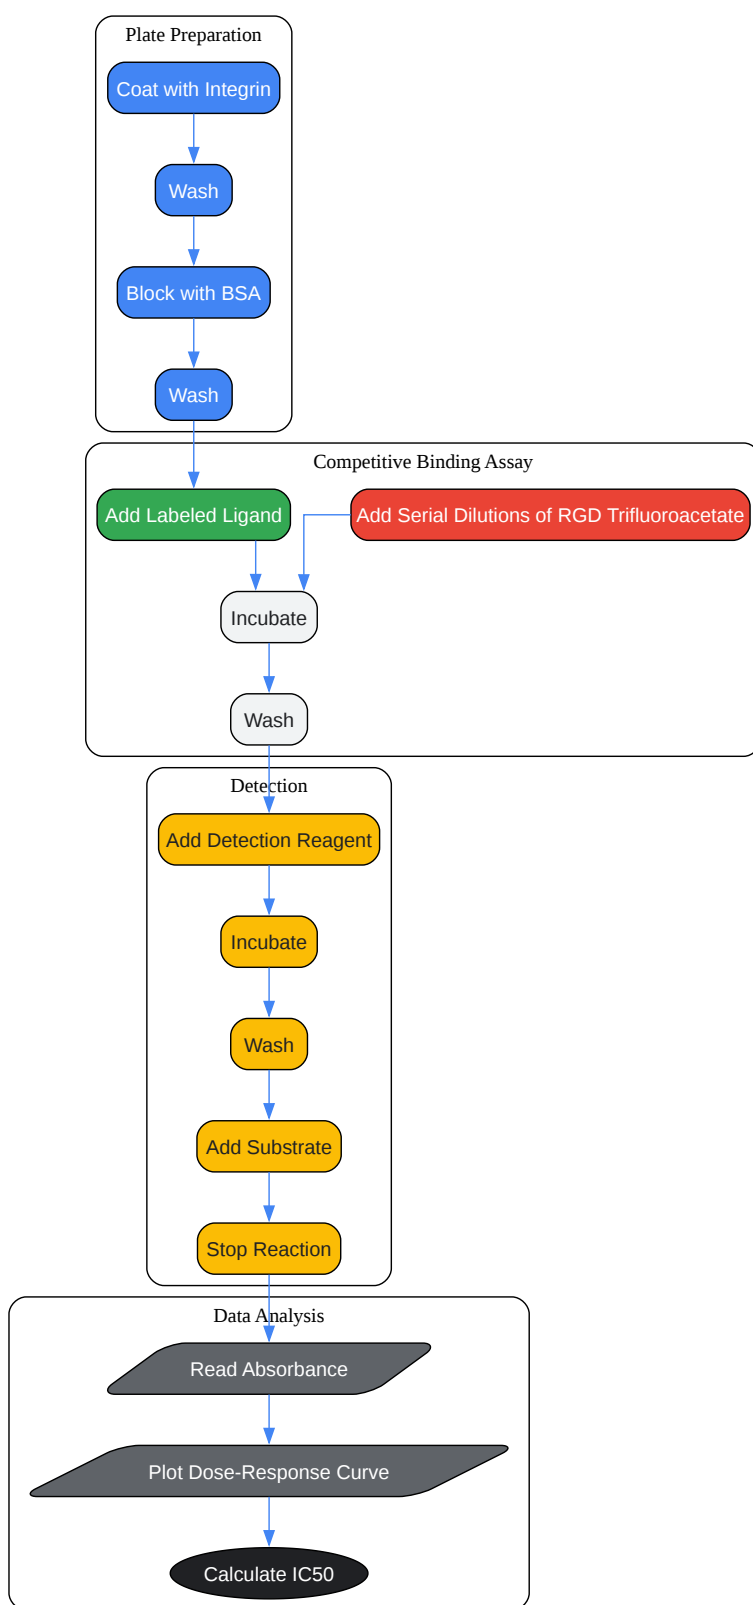 Plate Preparation
Coat with Integrin
Wash
Block with BSA
Wash
Competitive Binding Assay
Add Labeled Ligand
Add Serial Dilutions of RGD Trifluoroacetate
Incubate
Wash
Detection
Add Detection Reagent
Incubate
Wash
Add Substrate
Stop Reaction
Data Analysis
Read Absorbance
Plot Dose-Response Curve
Calculate IC50